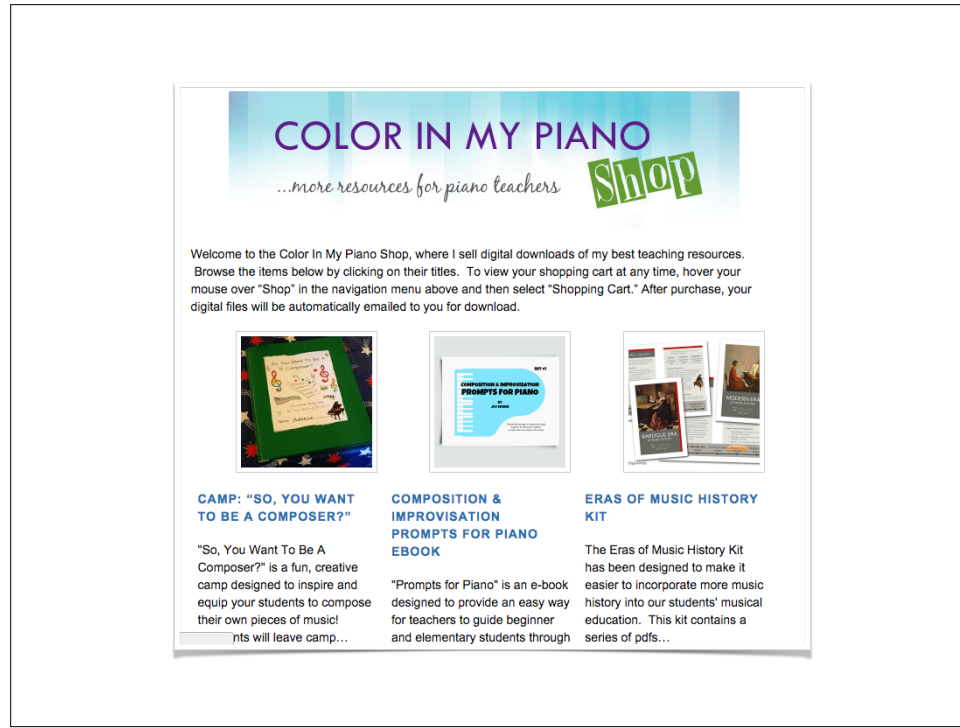 COLOR IN MY PIANO
...more resources for piano teachers
Shop
Welcome to the Color In My Piano Shop, where I sell digital downloads of my best teaching resources.
Browse the items below by clicking on their titles.  To view your shopping cart at any time, hover your
mouse over “Shop” in the navigation menu above and then select “Shopping Cart.” After purchase, your
digital files will be automatically emailed to you for download.
So, You Want To Be A
Composer?
SET #1
COMPOSITION & IMPROVISATION
PROMPTS FOR PIANO
BY
BAROQUE ERA
MODERN ERA
CAMP: “SO, YOU WANT
TO BE A COMPOSER?”
"So, You Want To Be A
Composer?" is a fun, creative
camp designed to inspire and
equip your students to compose
their own pieces of music!
nts will leave camp…
COMPOSITION &
IMPROVISATION
PROMPTS FOR PIANO
EBOOK
"Prompts for Piano" is an e-book
designed to provide an easy way
for teachers to guide beginner
and elementary students through
ERAS OF MUSIC HISTORY
KIT
The Eras of Music History Kit
has been designed to make it
easier to incorporate more music
history into our students' musical
education.  This kit contains a
series of pdfs…